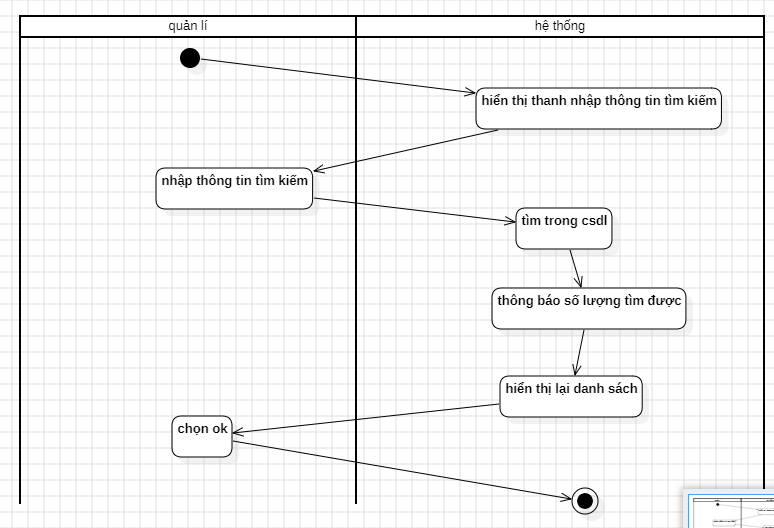 quản lí
hệ thống
hiển thị thanh nhập thông tin tìm kiếm
nhập thông tin tìm kiếm
tìm trong csdl
thông báo số lượng tìm được
hiển thị lại danh sách
chọn ok